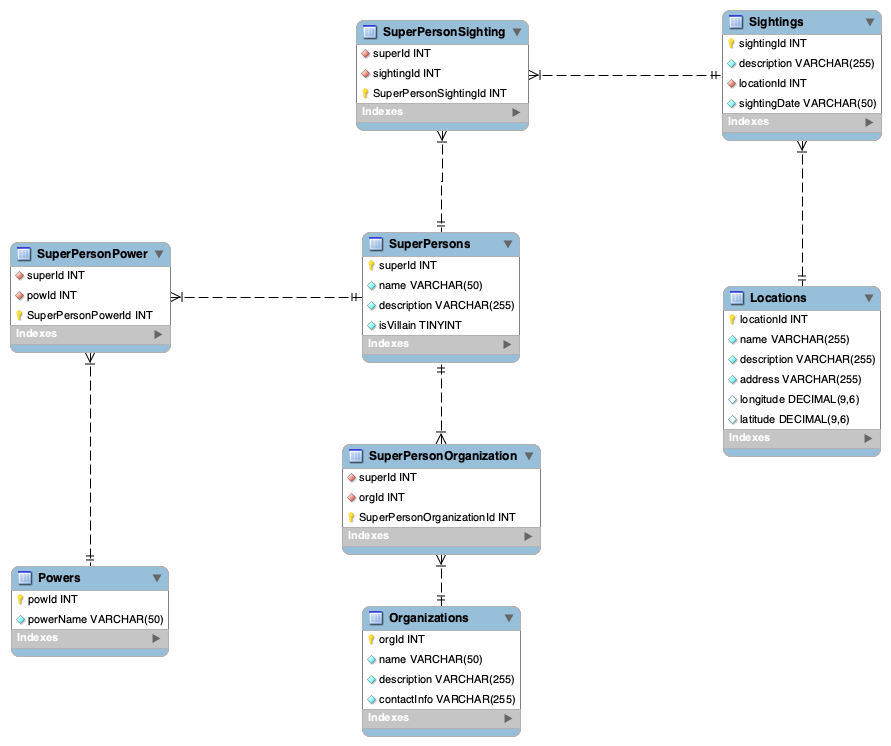 SuperPersonSighting
superId INT
sightingId INT
SuperPersonSightingId INT
Indexes
Sightings
sightingId INT
description VARCHAR(255)
locationId INT
sightingDate VARCHAR(50)
Indexes
SuperPersonPower
superId INT
powId INT
SuperPersonPowerId INT
Indexes
SuperPersons
superId INT
name VARCHAR(50)
description VARCHAR(255)
isVillain TINYINT
Indexes
Locations
locationId INT
name VARCHAR(255)
description VARCHAR(255)
address VARCHAR(255)
longitude DECIMAL(9,6)
latitude DECIMAL(9,6)
Indexes
SuperPersonOrganization
superId INT
orgId INT
SuperPersonOrganizationId INT
Indexes
Powers
powId INT
powerName VARCHAR(50)
Indexes
Organizations
orgId INT
name VARCHAR(50)
description VARCHAR(255)
contactInfo VARCHAR(255)
Indexes